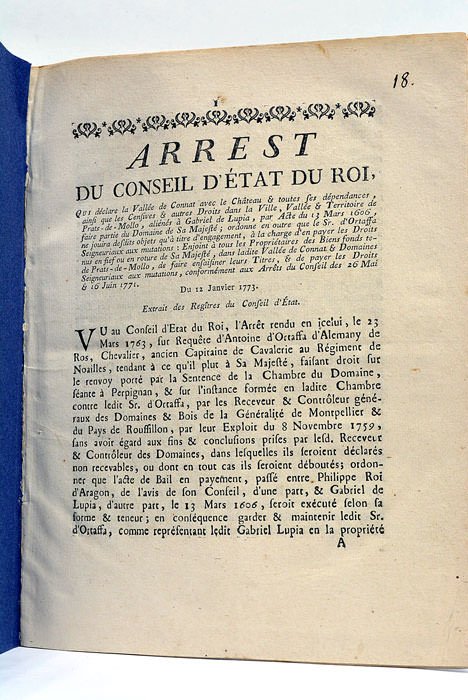 18.
I
ARREST
DU CONSEIL D'ÉTAT DU ROI,
QUI déclare la Vallée de Connat avec le Château & toutes ses dépendances,
ainsi que les Censives & autres Droits dans la Ville, Vallée & Territoire de
Prats-de-Mollo, aliéné à Gabriel de Lupia, par Acte du 13 Mars 1606,
faire partie du Domaine de Sa Majesté; ordonne en outre que le Sr. d'Ortaffa
ne jouira desdits objets qu'à titre d'engagement, à la charge d'en payer les Droits
Seigneuriaux aux mutations: Enjoint à tous les Propriétaires des Biens fonds te-
nus en fief ou en roture de Sa Majesté, dans ladite Vallée de Connat & Domaines
de Prats-de-Mollo, de faire ensaisiner leurs Titres, & de payer les Droits
Seigneuriaux aux mutations, conformément aux Arrêts du Conseil des 26 Mai
& 16 Juin 1771.
Du 12 Janvier 1773.
Extrait des Regîtres du Conseil d'État.
VU au Conseil d'Etat du Roi, l'Arrêt rendu en icelui, le 23
Mars 1763, sur Requête d'Antoine d'Ortaffa d'Alemany de
Ros, Chevalier, ancien Capitaine de Cavalerie au Régiment de
Noailles, tendant à ce qu'il plut à Sa Majesté, faisant droit sur
le renvoy porté par la Sentence de la Chambre du Domaine,
séante à Perpignan, & sur l'instance formée en ladite Chambre
contre ledit Sr. d'Ortaffa, par les Receveur & Contrôleur géné-
raux des Domaines & Bois de la Généralité de Montpellier &
du Pays de Roussillon, par leur Exploit du 8 Novembre 1759,
sans avoir égard aux fins & conclusions prises par lesd. Receveur
& Contrôleur des Domaines, dans lesquelles ils seroient déclarés
non recevables, ou dont en tout cas ils seroient déboutés; ordon-
ner que l'acte de Bail en payement, passé entre Philippe Roi
d'Aragon, de l'avis de son Conseil, d'une part, & Gabriel de
Lupia, d'autre part, le 13 Mars 1606, seroit exécuté selon sa
forme & teneur; en conséquence garder & maintenir ledit Sr.
d'Ortaffa, comme représentant ledit Gabriel Lupia en la propriété
A